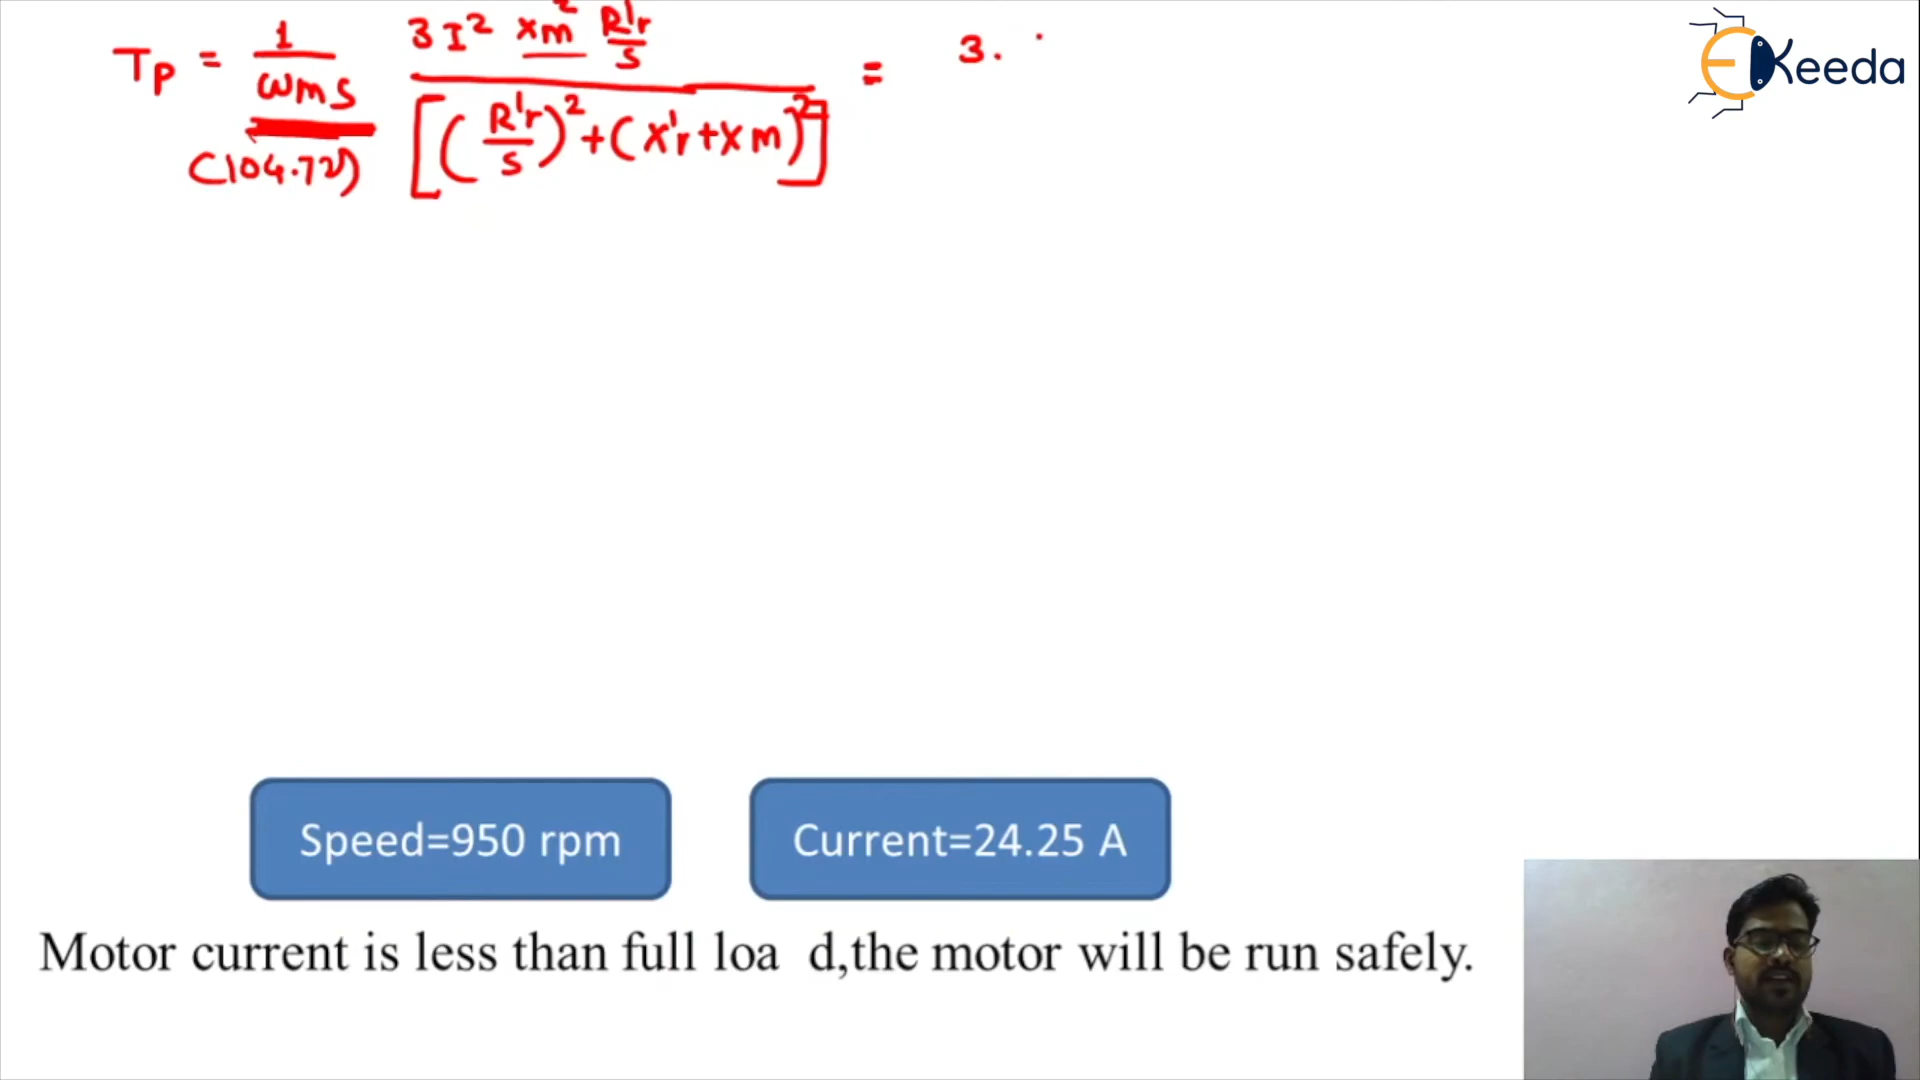 Tp = 1/ωms 3I² xm² R'r/s / [(R'r/s)² + (x'r+xm)²] = 3.
(104.72)
EKeeda
Speed=950 rpm
Current=24.25 A
Motor current is less than full loa d,the motor will be run safely.